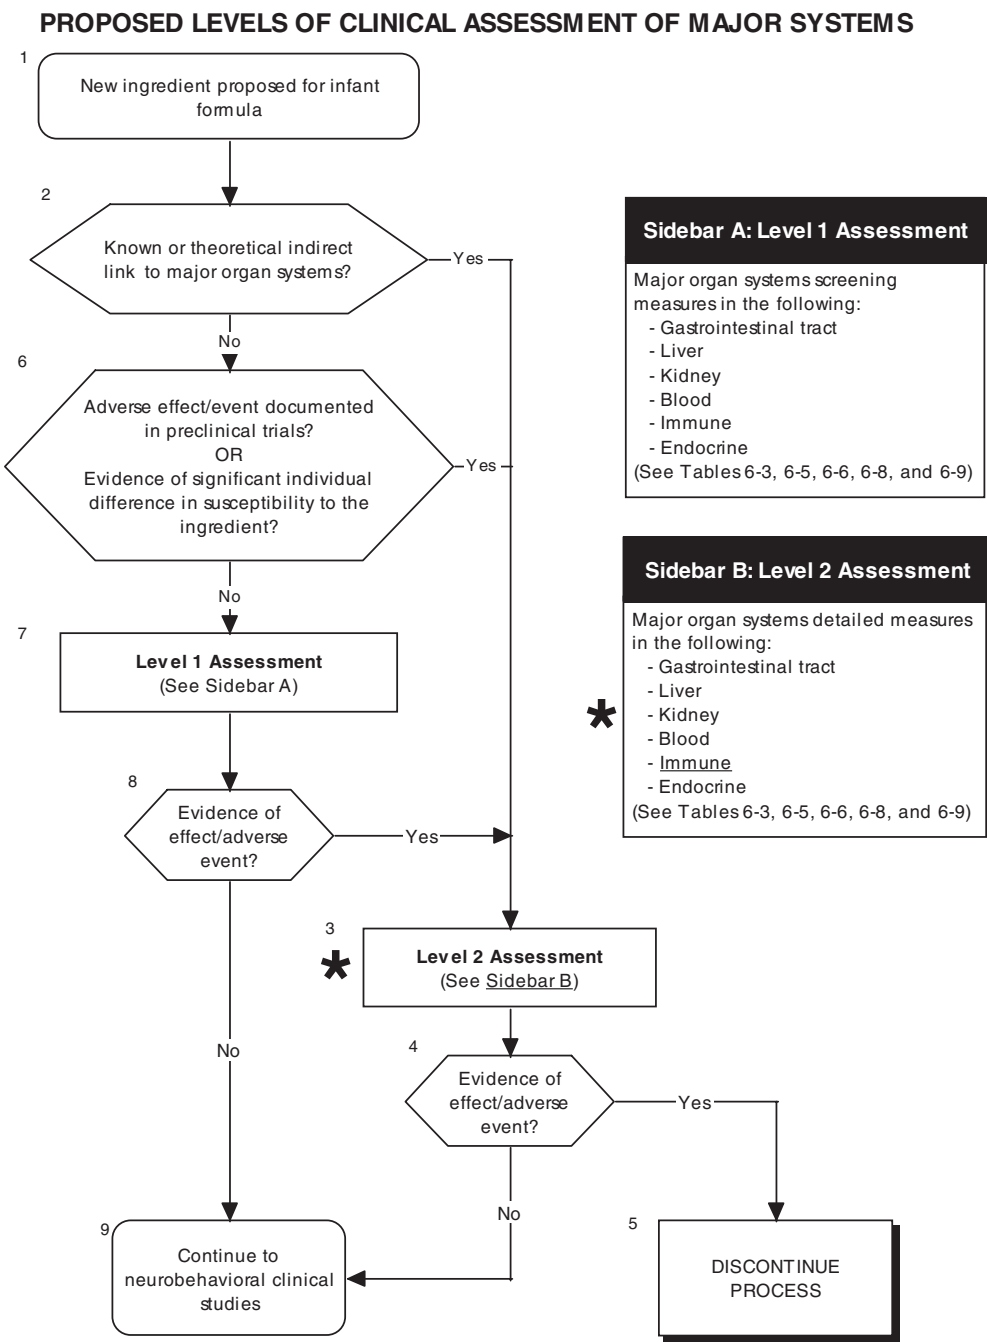 PROPOSED LEVELS OF CLINICAL ASSESSMENT OF MAJOR SYSTEMS
1
New ingredient proposed for infant
formula
2
Known or theoretical indirect
link to major organ systems?
Yes
No
6
Adverse effect/event documented
in preclinical trials?
OR
Evidence of significant individual
difference in susceptibility to the
ingredient?
Yes
No
7
Level 1 Assessment
(See Sidebar A)
8
Evidence of
effect/adverse
event?
Yes
No
3
*
Level 2 Assessment
(See Sidebar B)
4
Evidence of
effect/adverse
event?
Yes
No
5
DISCONTINUE
PROCESS
9
Continue to
neurobehavioral clinical
studies
Sidebar A: Level 1 Assessment
Major organ systems screening
measures in the following:
- Gastrointestinal tract
- Liver
- Kidney
- Blood
- Immune
- Endocrine
(See Tables 6-3, 6-5, 6-6, 6-8, and 6-9)
Sidebar B: Level 2 Assessment
Major organ systems detailed measures
in the following:
- Gastrointestinal tract
- Liver
*
- Kidney
- Blood
- Immune
- Endocrine
(See Tables 6-3, 6-5, 6-6, 6-8, and 6-9)